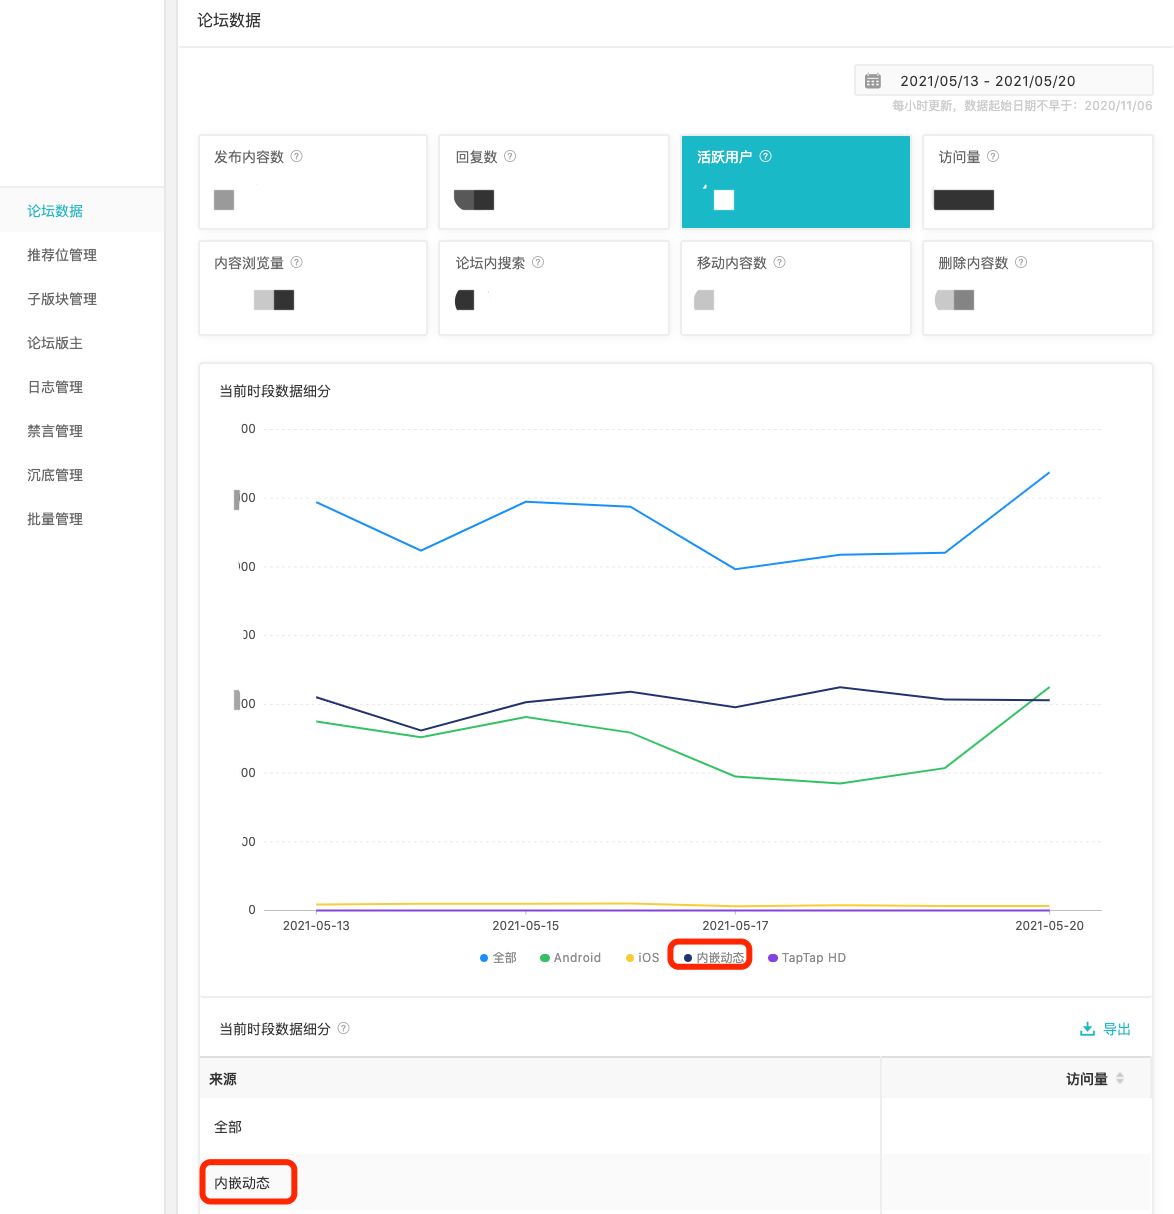 论坛数据
2021/05/13 - 2021/05/20
每小时更新，数据起始日期不早于：2020/11/06
论坛数据
推荐位管理
子版块管理
论坛版主
日志管理
禁言管理
沉底管理
批量管理
发布内容数
回复数
活跃用户
访问量
内容浏览量
论坛内搜索
移动内容数
删除内容数
当前时段数据细分
00
00
00
00
00
00
00
0
2021-05-13
2021-05-15
2021-05-17
2021-05-20
全部
Android
iOS
内嵌动态
TapTap HD
当前时段数据细分
导出
来源
访问量
全部
内嵌动态